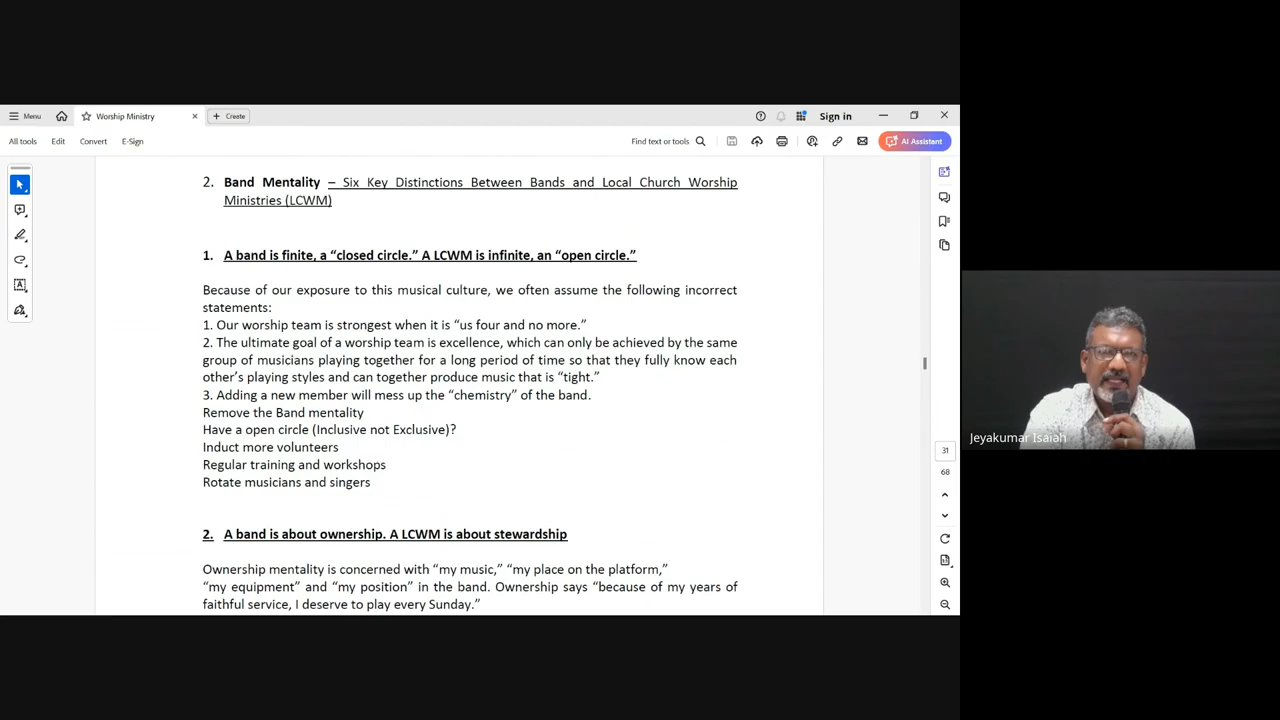 Menu
Worship Ministry
Create
Sign in
All tools
Edit
Convert
E-Sign
Find text or tools
AI Assistant
2. Band Mentality – Six Key Distinctions Between Bands and Local Church Worship
Ministries (LCWM)
1. A band is finite, a “closed circle.” A LCWM is infinite, an “open circle.”
Because of our exposure to this musical culture, we often assume the following incorrect
statements:
1. Our worship team is strongest when it is “us four and no more.”
2. The ultimate goal of a worship team is excellence, which can only be achieved by the same
group of musicians playing together for a long period of time so that they fully know each
other’s playing styles and can together produce music that is “tight.”
3. Adding a new member will mess up the “chemistry” of the band.
Remove the Band mentality
Have a open circle (Inclusive not Exclusive)?
Induct more volunteers
Regular training and workshops
Rotate musicians and singers
2. A band is about ownership. A LCWM is about stewardship
Ownership mentality is concerned with “my music,” “my place on the platform,”
“my equipment” and “my position” in the band. Ownership says “because of my years of
faithful service, I deserve to play every Sunday.”
31
68
Jeyakumar Isaiah